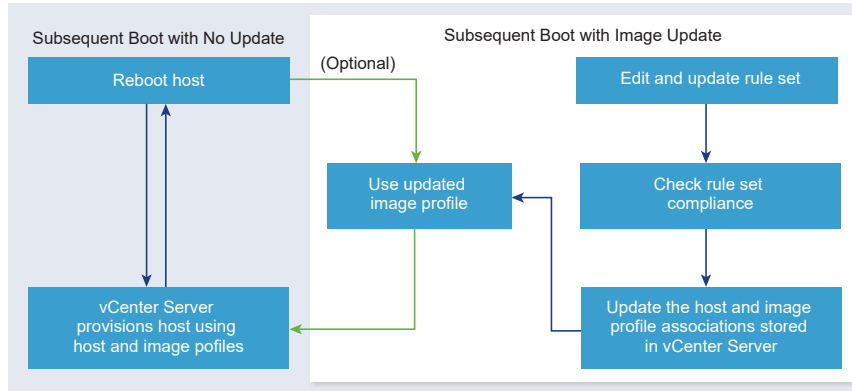 Subsequent Boot with No Update
Subsequent Boot with Image Update
(Optional)
Reboot host
Edit and update rule set
Use updated
image profile
Check rule set
compliance
vCenter Server
provisions host using
host and image pofiles
Update the host and image
profile associations stored
in vCenter Server